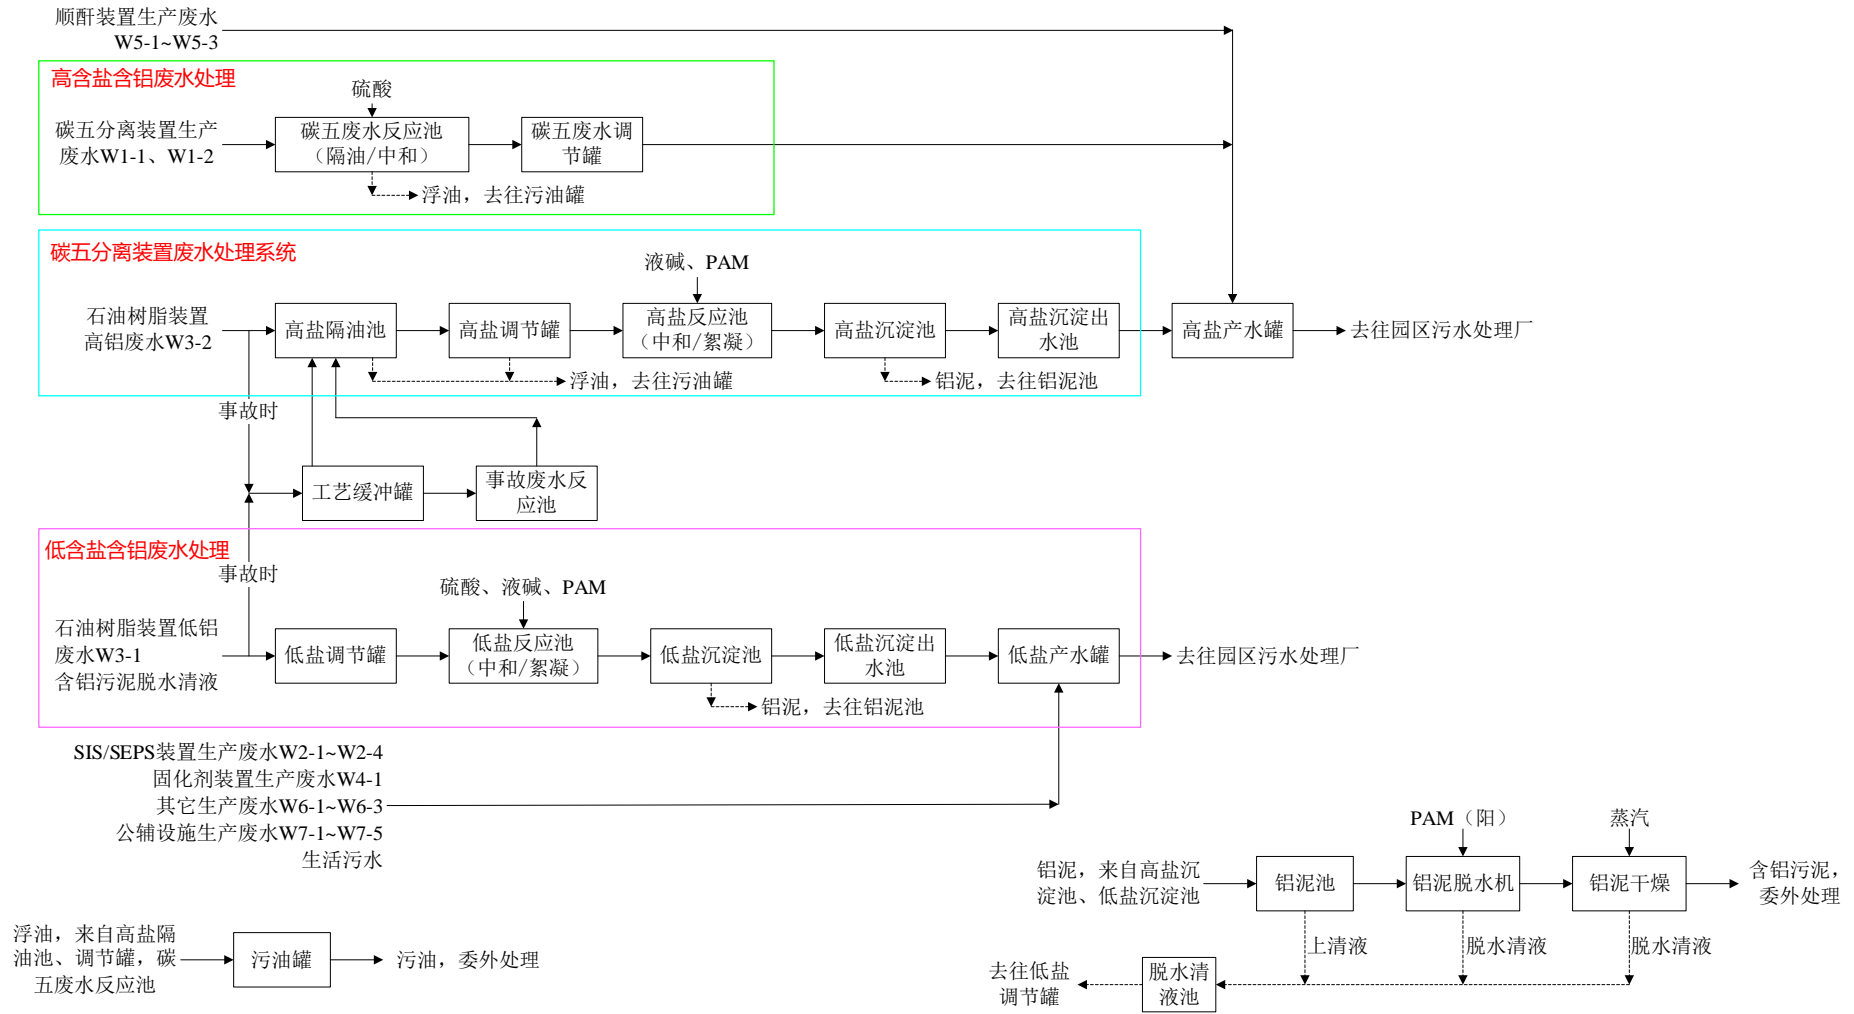 顺酐装置生产废水
W5-1~W5-3
高含盐含铝废水处理
硫酸
碳五分离装置生产
废水W1-1、W1-2
碳五废水反应池
（隔油/中和）
碳五废水调
节罐
浮油，去往污油罐
碳五分离装置废水处理系统
液碱、PAM
石油树脂装置
高铝废水W3-2
高盐隔油池
高盐调节罐
高盐反应池
（中和/絮凝）
高盐沉淀池
高盐沉淀出
水池
高盐产水罐
去往园区污水处理厂
浮油，去往污油罐
铝泥，去往铝泥池
事故时
工艺缓冲罐
事故废水反
应池
低含盐含铝废水处理
事故时
硫酸、液碱、PAM
石油树脂装置低铝
废水W3-1
含铝污泥脱水清液
低盐调节罐
低盐反应池
（中和/絮凝）
低盐沉淀池
低盐沉淀出
水池
低盐产水罐
去往园区污水处理厂
铝泥，去往铝泥池
SIS/SEPS装置生产废水W2-1~W2-4
固化剂装置生产废水W4-1
其它生产废水W6-1~W6-3
公辅设施生产废水W7-1~W7-5
生活污水
PAM（阳）
蒸汽
铝泥，来自高盐沉
淀池、低盐沉淀池
铝泥池
铝泥脱水机
铝泥干燥
含铝污泥，
委外处理
上清液
脱水清液
脱水清液
去往低盐
调节罐
脱水清
液池
浮油，来自高盐隔
油池、调节罐，碳
五废水反应池
污油罐
污油，委外处理